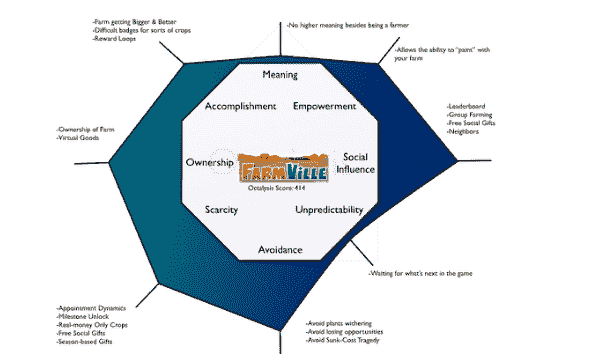 -Farm getting Bigger & Better
-Difficult badges for sorts of crops
-Reward Loops
-No higher meaning besides being a farmer
-Allows the ability to "paint" with
your farm
Meaning
Accomplishment
Empowerment
-Leaderboard
-Group Farming
-Free Social Gifts
-Neighbors
-Ownership of Farm
-Virtual Goods
Ownership
FARMVILLE
Octalysis Score: 414
Social
Influence
Scarcity
Unpredictability
Avoidance
-Waiting for what's next in the game
-Appointment Dynamics
-Milestone Unlock
-Real-money Only Crops
-Free Social Gifts
-Season-based Gifts
-Avoid plants withering
-Avoid losing opportunities
-Avoid Sunk-Cost Tragedy